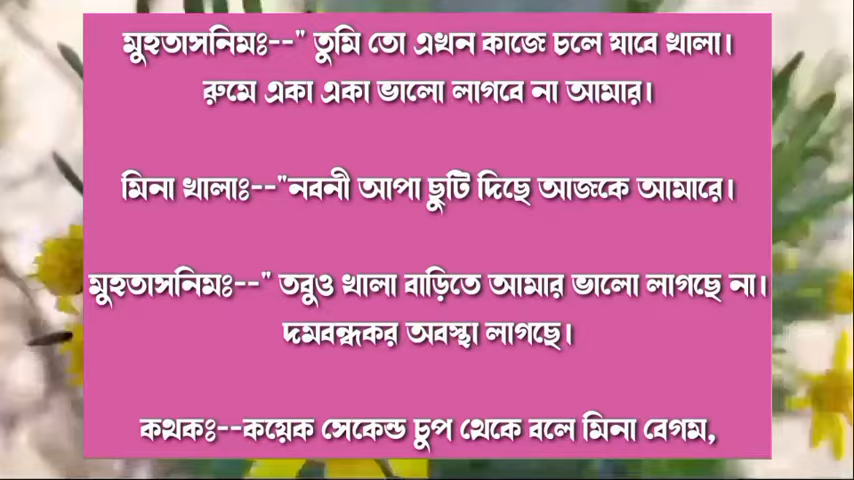 মুহতাসনিমঃ--" তুমি তো এখন কাজে চলে যাবে খালা।
রুমে একা একা ভালো লাগবে না আমার।
মিনা খালাঃ--"নবনী আপা ছুটি দিছে আজকে আমারে।
মুহতাসনিমঃ--" তবুও খালা বাড়িতে আমার ভালো লাগছে না।
দমবন্ধকর অবস্থা লাগছে।
কথকঃ--কয়েক সেকেন্ড চুপ থেকে বলে মিনা বেগম,